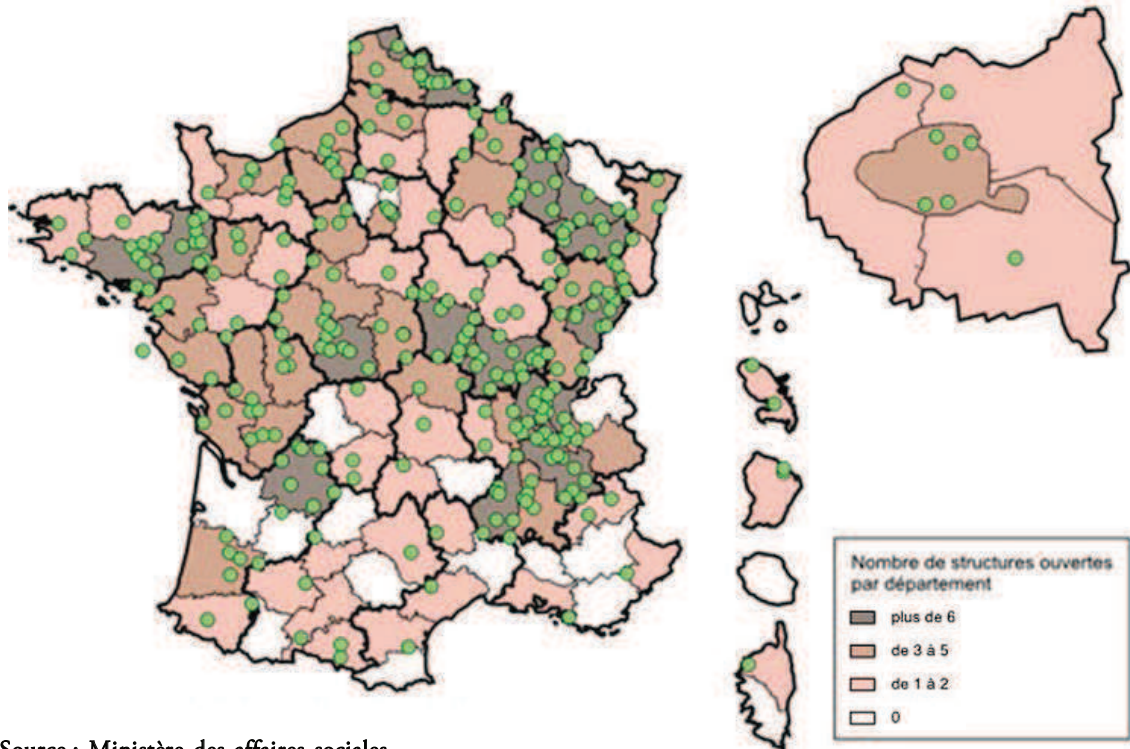 Nombre de structures ouvertes
par département
plus de 6
de 3 à 5
de 1 à 2
0
Source : Ministère des affaires sociales